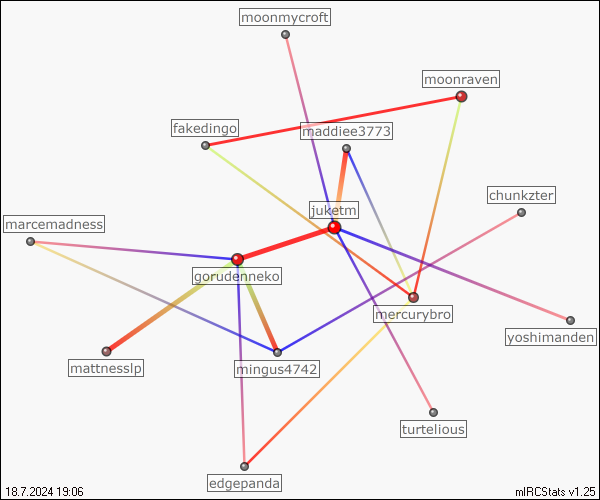 moonmycroft
moonraven
fakedingo
maddiee3773
chunkzter
juketm
marcemadness
gorudenneko
mercurybro
yoshimanden
mattnesslp
mingus4742
turtelious
edgepanda
18.7.2024 19:06
mIRCStats v1.25